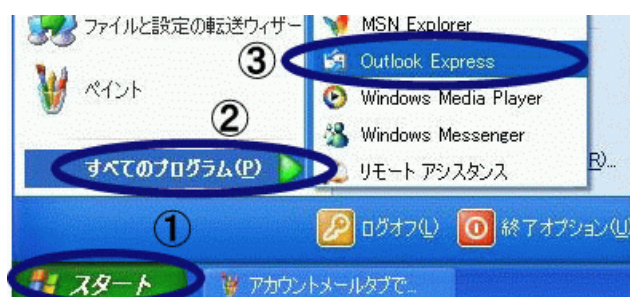 ファイルと設定の転送ウィザー
MSN Explorer
③
Outlook Express
ペイント
Windows Media Player
②
Windows Messenger
すべてのプログラム(P)
リモート アシスタンス
R)...
①
ログオフ(L)
終了オプション(U
スタート
アカウントメールタブで...